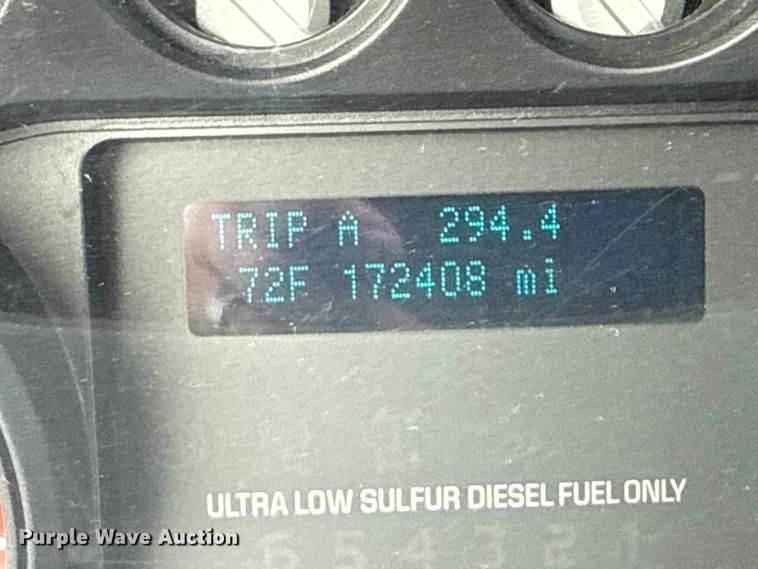 TRIP A 294.4
72F 172408 mi
ULTRA LOW SULFUR DIESEL FUEL ONLY
Purple Wave Auction